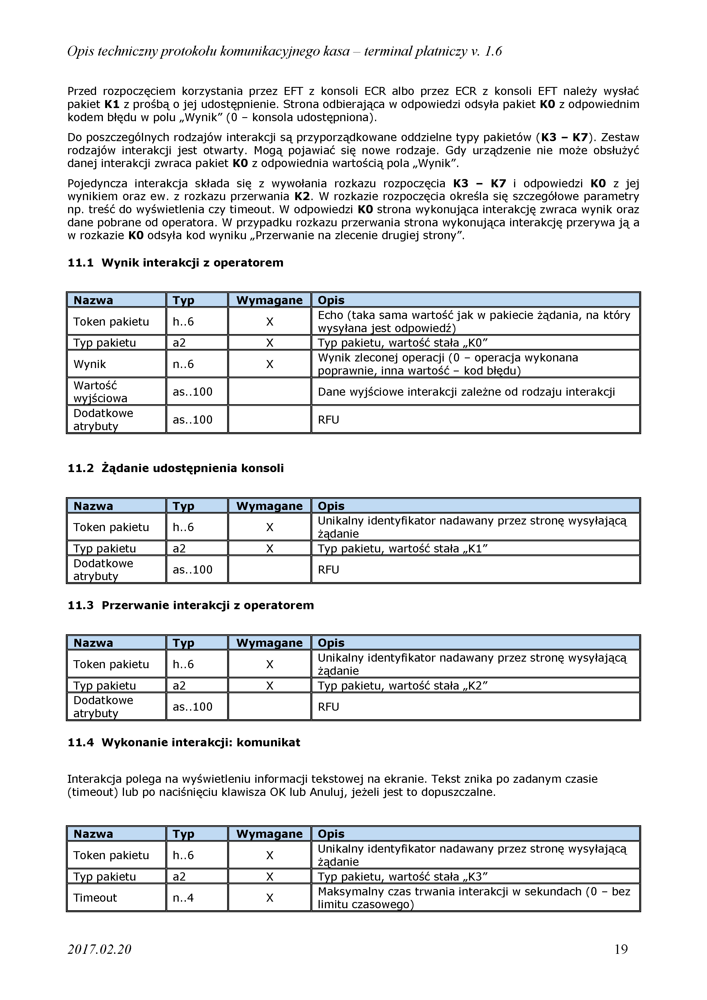 Opis techniczny protokołu komunikacyjnego kasa – terminal płatniczy v. 1.6
Przed rozpoczęciem korzystania przez EFT z konsoli ECR albo przez ECR z konsoli EFT należy wysłać
pakiet K1 z prośbą o jej udostępnienie. Strona odbierająca w odpowiedzi odsyła pakiet K0 z odpowiednim
kodem błędu w polu „Wynik” (0 – konsola udostępniona).
Do poszczególnych rodzajów interakcji są przyporządkowane oddzielne typy pakietów (K3 – K7). Zestaw
rodzajów interakcji jest otwarty. Mogą pojawiać się nowe rodzaje. Gdy urządzenie nie może obsłużyć
danej interakcji zwraca pakiet K0 z odpowiednia wartością pola „Wynik”.
Pojedyncza interakcja składa się z wywołania rozkazu rozpoczęcia K3 – K7 i odpowiedzi K0 z jej
wynikiem oraz ew. z rozkazu przerwania K2. W rozkazie rozpoczęcia określa się szczegółowe parametry
np. treść do wyświetlenia czy timeout. W odpowiedzi K0 strona wykonująca interakcję zwraca wynik oraz
dane pobrane od operatora. W przypadku rozkazu przerwania strona wykonująca interakcję przerywa ją a
w rozkazie K0 odsyła kod wyniku „Przerwanie na zlecenie drugiej strony”.
11.1 Wynik interakcji z operatorem
Nazwa Typ Wymagane Opis
Token pakietu h..6 X Echo (taka sama wartość jak w pakiecie żądania, na który
wysyłana jest odpowiedź)
Typ pakietu a2 X Typ pakietu, wartość stała „K0”
Wynik n..6 X Wynik zleconej operacji (0 – operacja wykonana
poprawnie, inna wartość – kod błędu)
Wartość
wyjściowa as..100 Dane wyjściowe interakcji zależne od rodzaju interakcji
Dodatkowe
atrybuty as..100 RFU
11.2 Żądanie udostępnienia konsoli
Nazwa Typ Wymagane Opis
Token pakietu h..6 X Unikalny identyfikator nadawany przez stronę wysyłającą
żądanie
Typ pakietu a2 X Typ pakietu, wartość stała „K1”
Dodatkowe
atrybuty as..100 RFU
11.3 Przerwanie interakcji z operatorem
Nazwa Typ Wymagane Opis
Token pakietu h..6 X Unikalny identyfikator nadawany przez stronę wysyłającą
żądanie
Typ pakietu a2 X Typ pakietu, wartość stała „K2”
Dodatkowe
atrybuty as..100 RFU
11.4 Wykonanie interakcji: komunikat
Interakcja polega na wyświetleniu informacji tekstowej na ekranie. Tekst znika po zadanym czasie
(timeout) lub po naciśnięciu klawisza OK lub Anuluj, jeżeli jest to dopuszczalne.
Nazwa Typ Wymagane Opis
Token pakietu h..6 X Unikalny identyfikator nadawany przez stronę wysyłającą
żądanie
Typ pakietu a2 X Typ pakietu, wartość stała „K3”
Timeout n..4 X Maksymalny czas trwania interakcji w sekundach (0 – bez
limitu czasowego)
2017.02.20 19